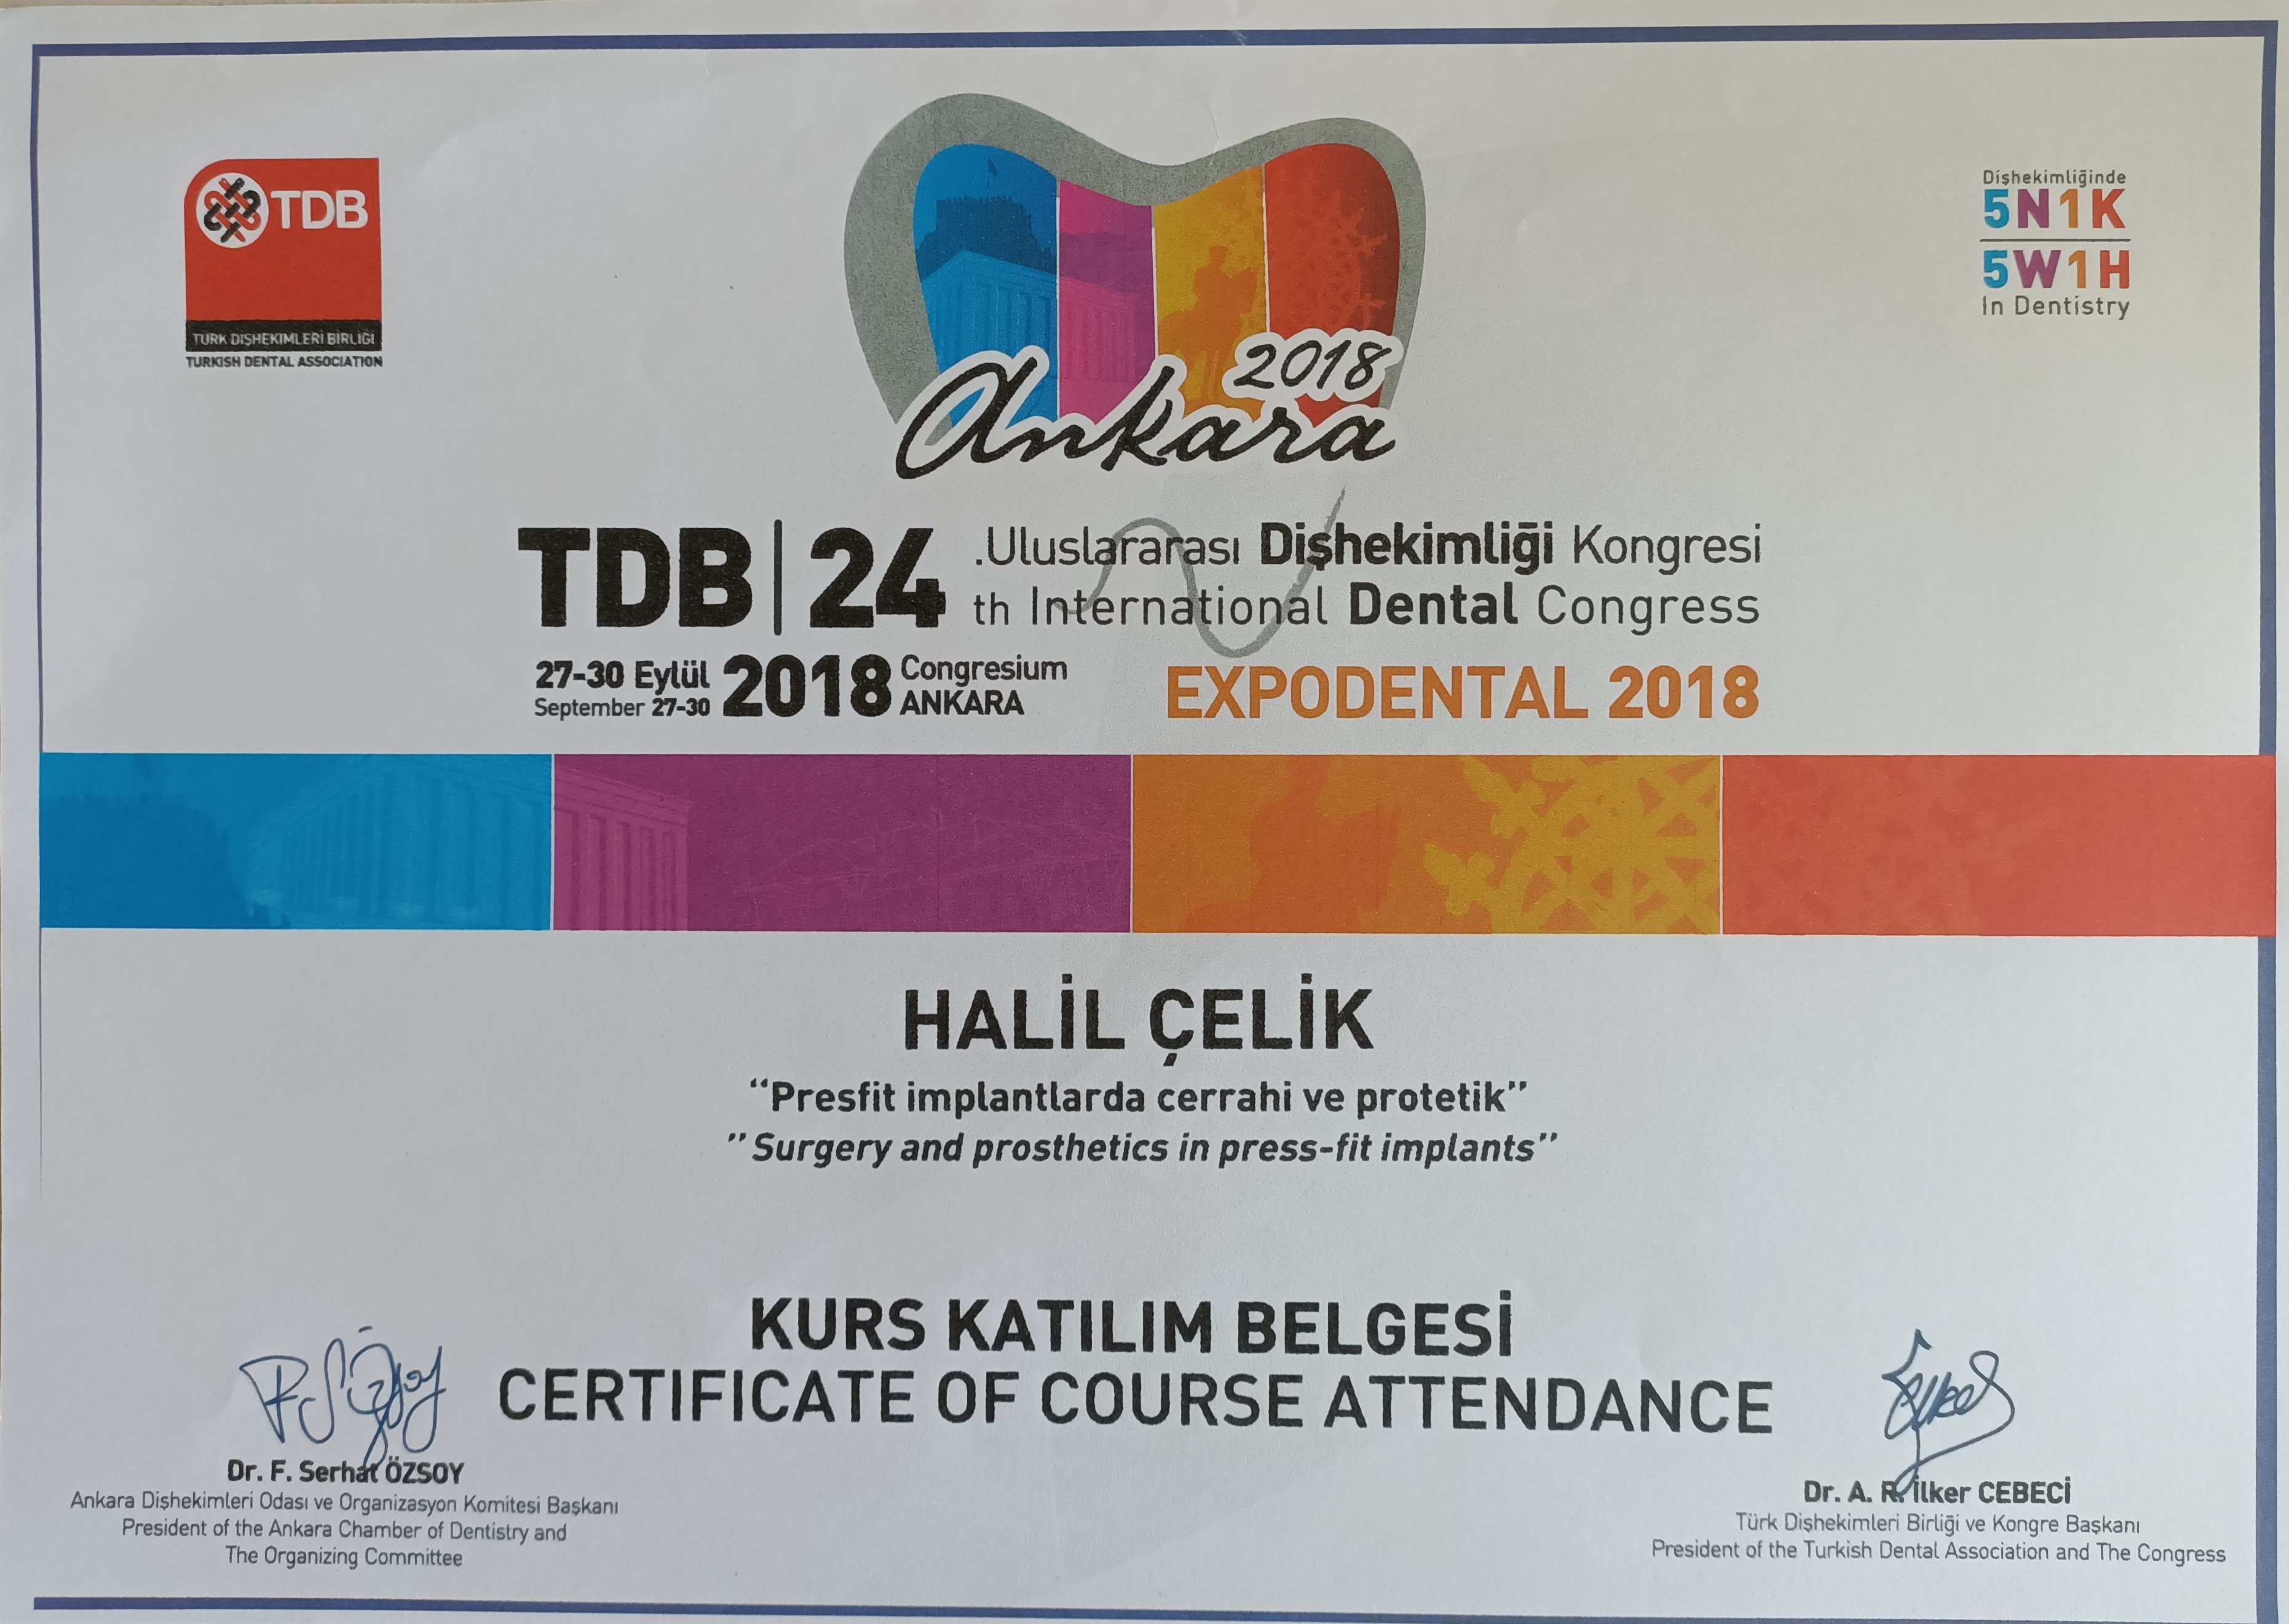 TDB
TÜRK DİŞHEKİMLERİ BİRLİĞİ
TURKISH DENTAL ASSOCIATION
2018
Ankara
Dişhekimliğinde
5N1K
5W1H
In Dentistry
TDB | 24 .Uluslararası Dişhekimliği Kongresi
th International Dental Congress
27-30 Eylül 2018 Congresium
September 27-30 ANKARA
EXPODENTAL 2018
HALİL ÇELİK
“Presfit implantlarda cerrahi ve protetik”
”Surgery and prosthetics in press-fit implants”
KURS KATILIM BELGESİ
CERTIFICATE OF COURSE ATTENDANCE
Dr. F. Serhat ÖZSOY
Ankara Dişhekimleri Odası ve Organizasyon Komitesi Başkanı
President of the Ankara Chamber of Dentistry and
The Organizing Committee
Dr. A. R. İlker CEBECİ
Türk Dişhekimleri Birliği ve Kongre Başkanı
President of the Turkish Dental Association and The Congress